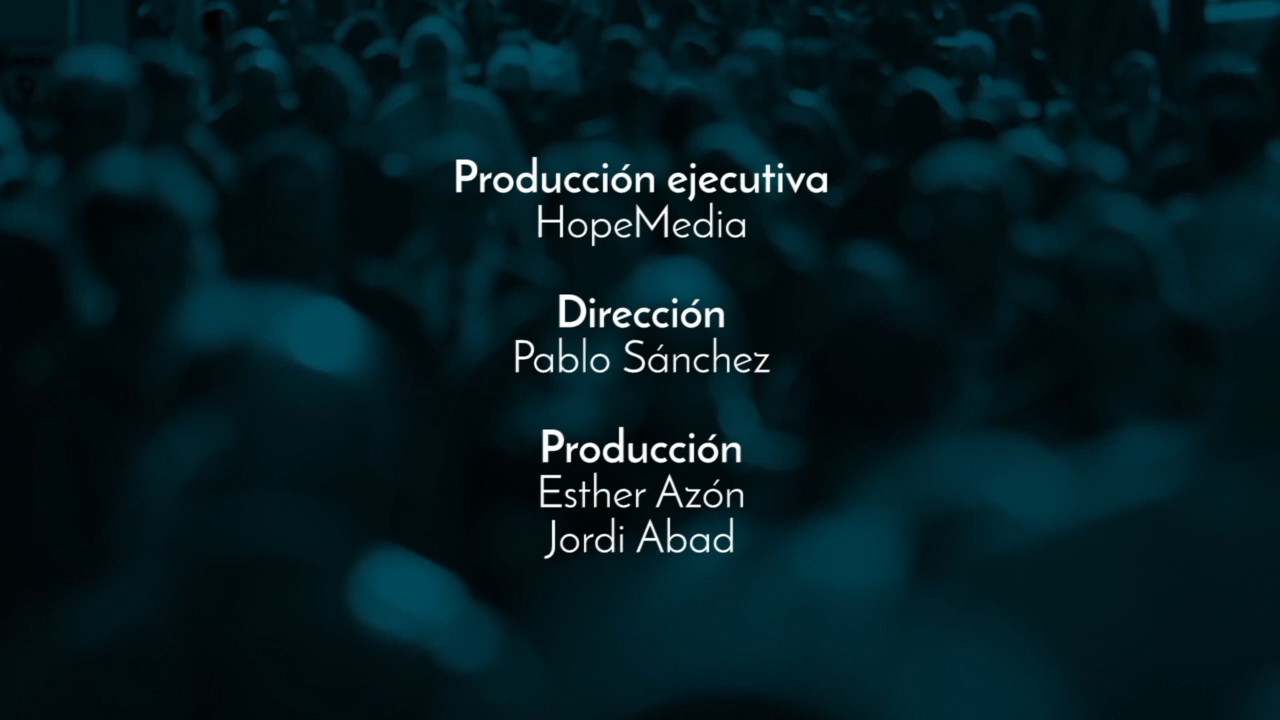 Producción ejecutiva
HopeMedia
Dirección
Pablo Sánchez
Producción
Esther Azón
Jordi Abad